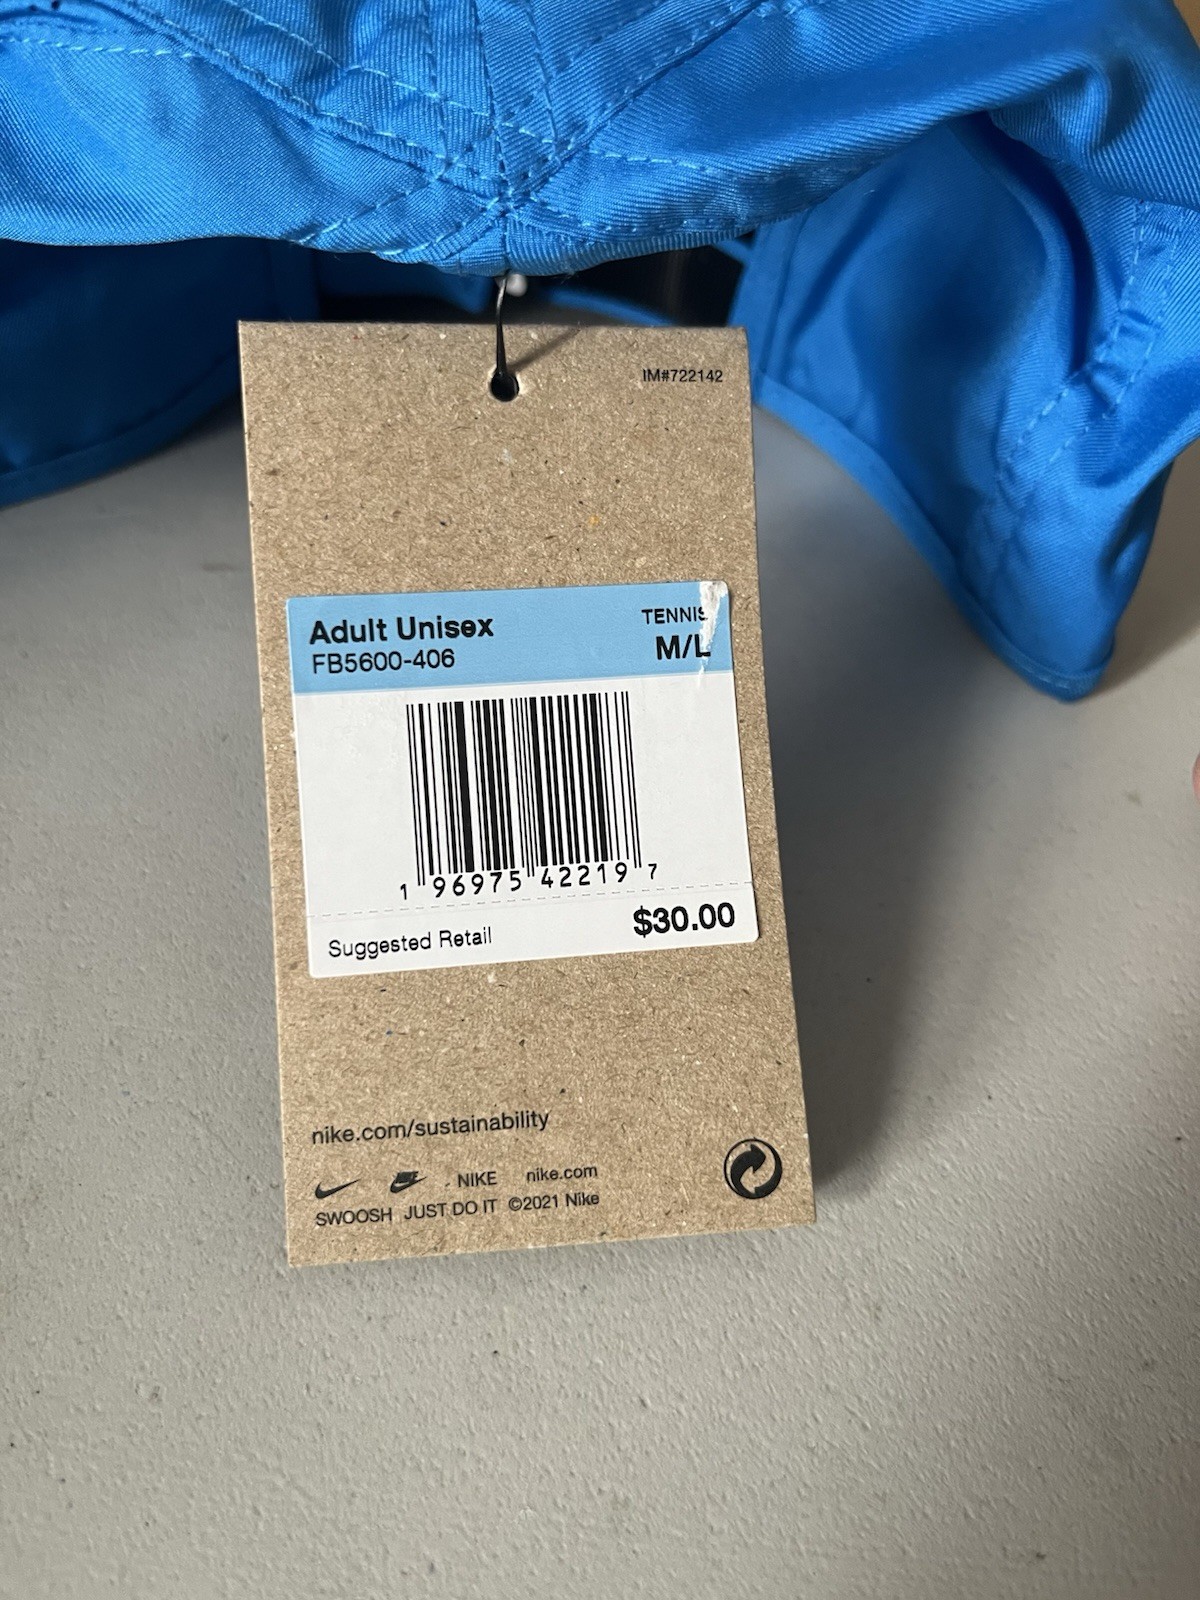 IM#722142
Adult Unisex
FB5600-406
TENNIS
M/L
1 96975 42219 7
Suggested Retail
$30.00
nike.com/sustainability
NIKE nike.com
SWOOSH JUST DO IT ©2021 Nike